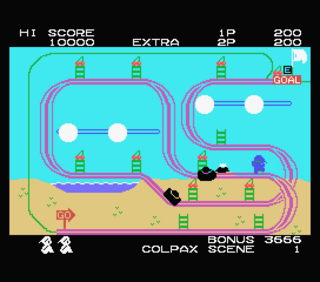 HI SCORE 1P 200
10000 EXTRA 2P 200
E
GOAL
GO
BONUS 3666
COLPAX SCENE 1